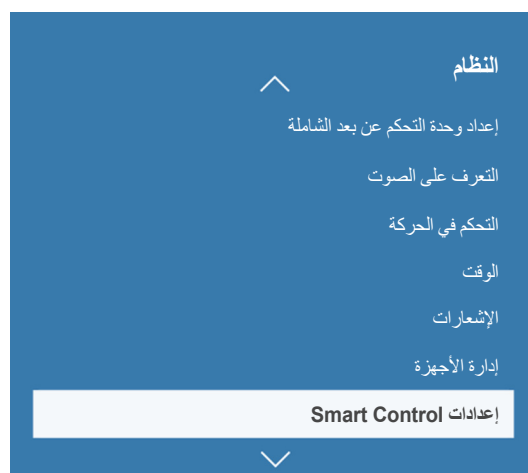 النظام
إعداد وحدة التحكم عن بعد الشاملة
التعرف على الصوت
التحكم في الحركة
الوقت
الإشعارات
إدارة الأجهزة
إعدادات Smart Control